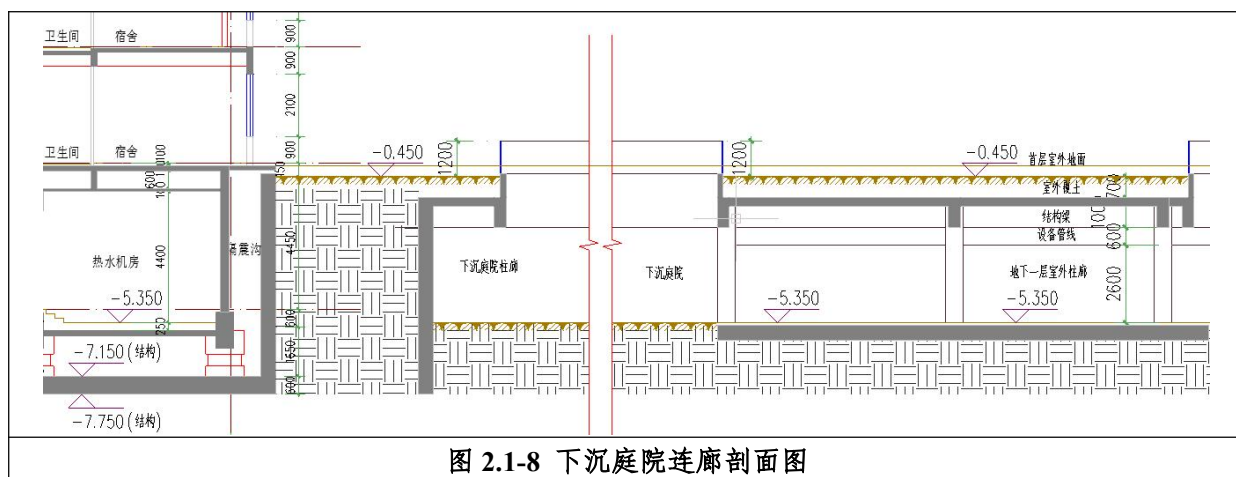 卫生间 宿舍
900
900
2100
900
卫生间 宿舍
100
150
-0.450
1200
1200
-0.450
首层室外地面
700
室外覆土
600
100
1000
结构梁
设备管线
600
隔震沟
热水机房
4400
4450
下沉庭院柱廊
下沉庭院
地下一层室外柱廊
2600
-5.350
-5.350
-5.350
250
600
-7.150(结构)
1650
600
-7.750(结构)
图 2.1-8 下沉庭院连廊剖面图